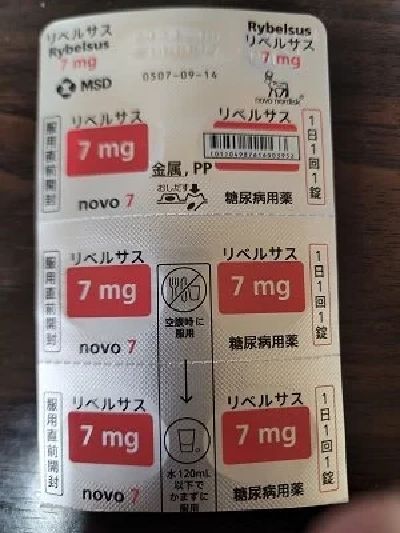 リベルサス
Rybelsus
7 mg
MSD
0307-09-16
Rybelsus
リベルサス
7 mg
novo nordisk
服用直前開封
リベルサス
7 mg
novo 7
金属, PP
おしだす
リベルサス
糖尿病用薬
1日1回1錠
服用直前開封
リベルサス
7 mg
novo 7
空腹時に
服用
リベルサス
7 mg
糖尿病用薬
1日1回1錠
服用直前開封
リベルサス
7 mg
novo 7
水120mL
以下で
かまずに
服用
リベルサス
7 mg
糖尿病用薬
1日1回1錠